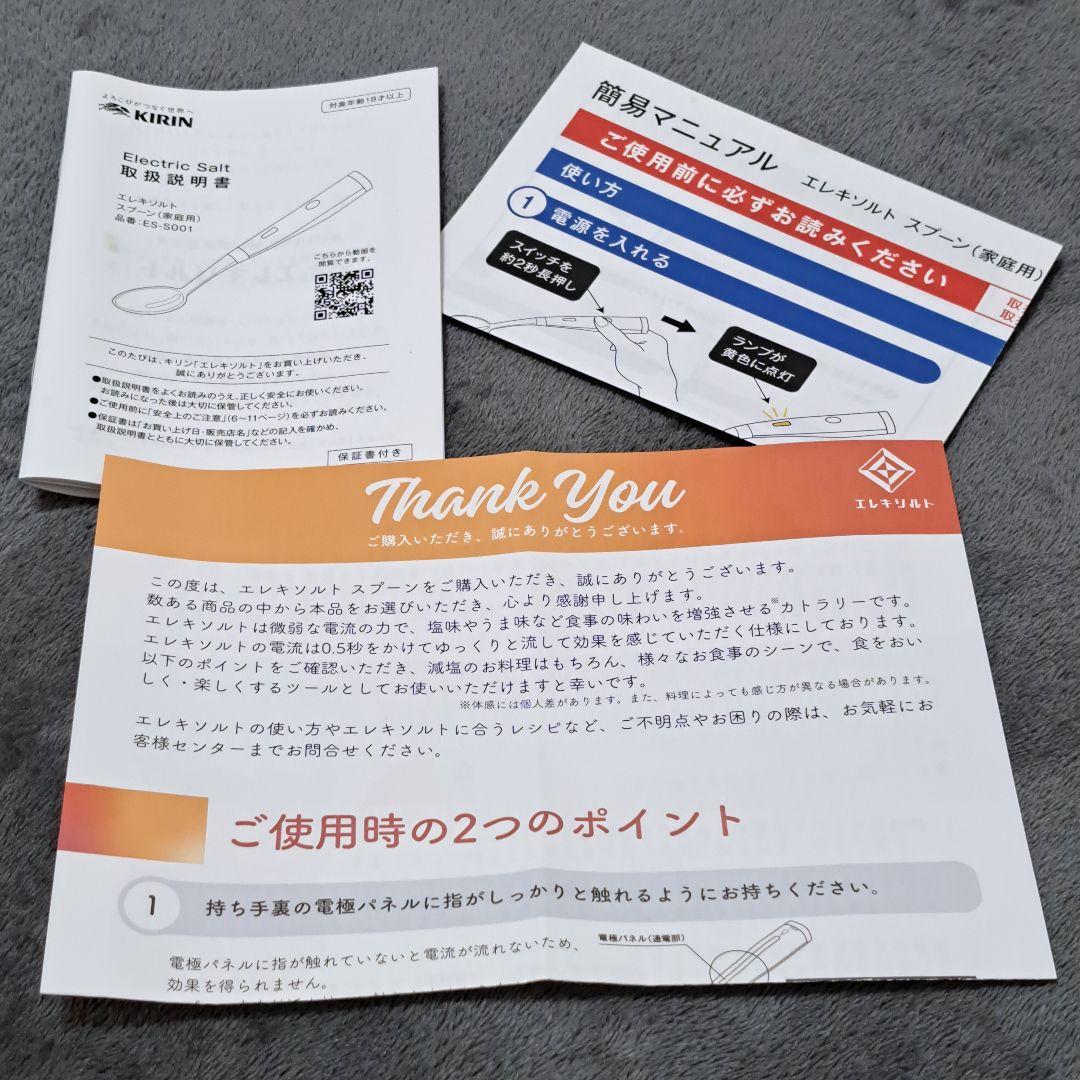 よろこびがつなぐ世界へ
KIRIN
対象年齢18才以上
Electric Salt
取扱説明書
エレキソルト
スプーン(家庭用)
品番:ES-S001
こちらから動画を
閲覧できます。
このたびは、キリン「エレキソルト」をお買い上げいただき、
誠にありがとうございます。
●取扱説明書をよくお読みのうえ、正しく安全にお使いください。
お読みになった後は大切に保管してください。
●ご使用前に「安全上のご注意」(6~11ページ)を必ずお読みください。
●保証書は「お買い上げ日・販売店名」などの記入を確かめ、
取扱説明書とともに大切に保管してください。
保証書付き
簡易マニュアル エレキソルト スプーン(家庭用)
ご使用前に必ずお読みください
取
取
使い方
1 電源を入れる
スイッチを
約2秒長押し
ランプが
黄色に点灯
Thank You
ご購入いただき、誠にありがとうございます。
エレキソルト
この度は、エレキソルト スプーンをご購入いただき、誠にありがとうございます。
数ある商品の中から本品をお選びいただき、心より感謝申し上げます。
エレキソルトは微弱な電流の力で、塩味やうま味など食事の味わいを増強させる※カトラリーです。
エレキソルトの電流は0.5秒をかけてゆっくりと流して効果を感じていただく仕様にしております。
以下のポイントをご確認いただき、減塩のお料理はもちろん、様々なお食事のシーンで、食をおい
しく・楽しくするツールとしてお使いいただけますと幸いです。
※体感には個人差があります。また、料理によっても感じ方が異なる場合があります。
エレキソルトの使い方やエレキソルトに合うレシピなど、ご不明点やお困りの際は、お気軽にお
客様センターまでお問合せください。
ご使用時の2つのポイント
1 持ち手裏の電極パネルに指がしっかりと触れるようにお持ちください。
電極パネルに指が触れていないと電流が流れないため、
効果を得られません。
電極パネル(通電部)